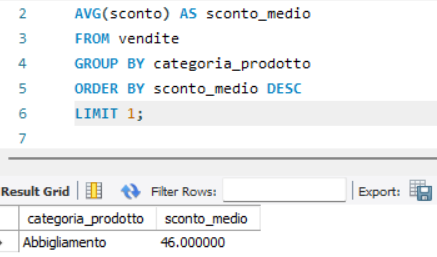 2 AVG(sconto) AS sconto_medio
3 FROM vendite
4 GROUP BY categoria_prodotto
5 ORDER BY sconto_medio DESC
6 LIMIT 1;
7
Result Grid Filter Rows: Export:
categoria_prodotto sconto_medio
Abbigliamento 46.000000